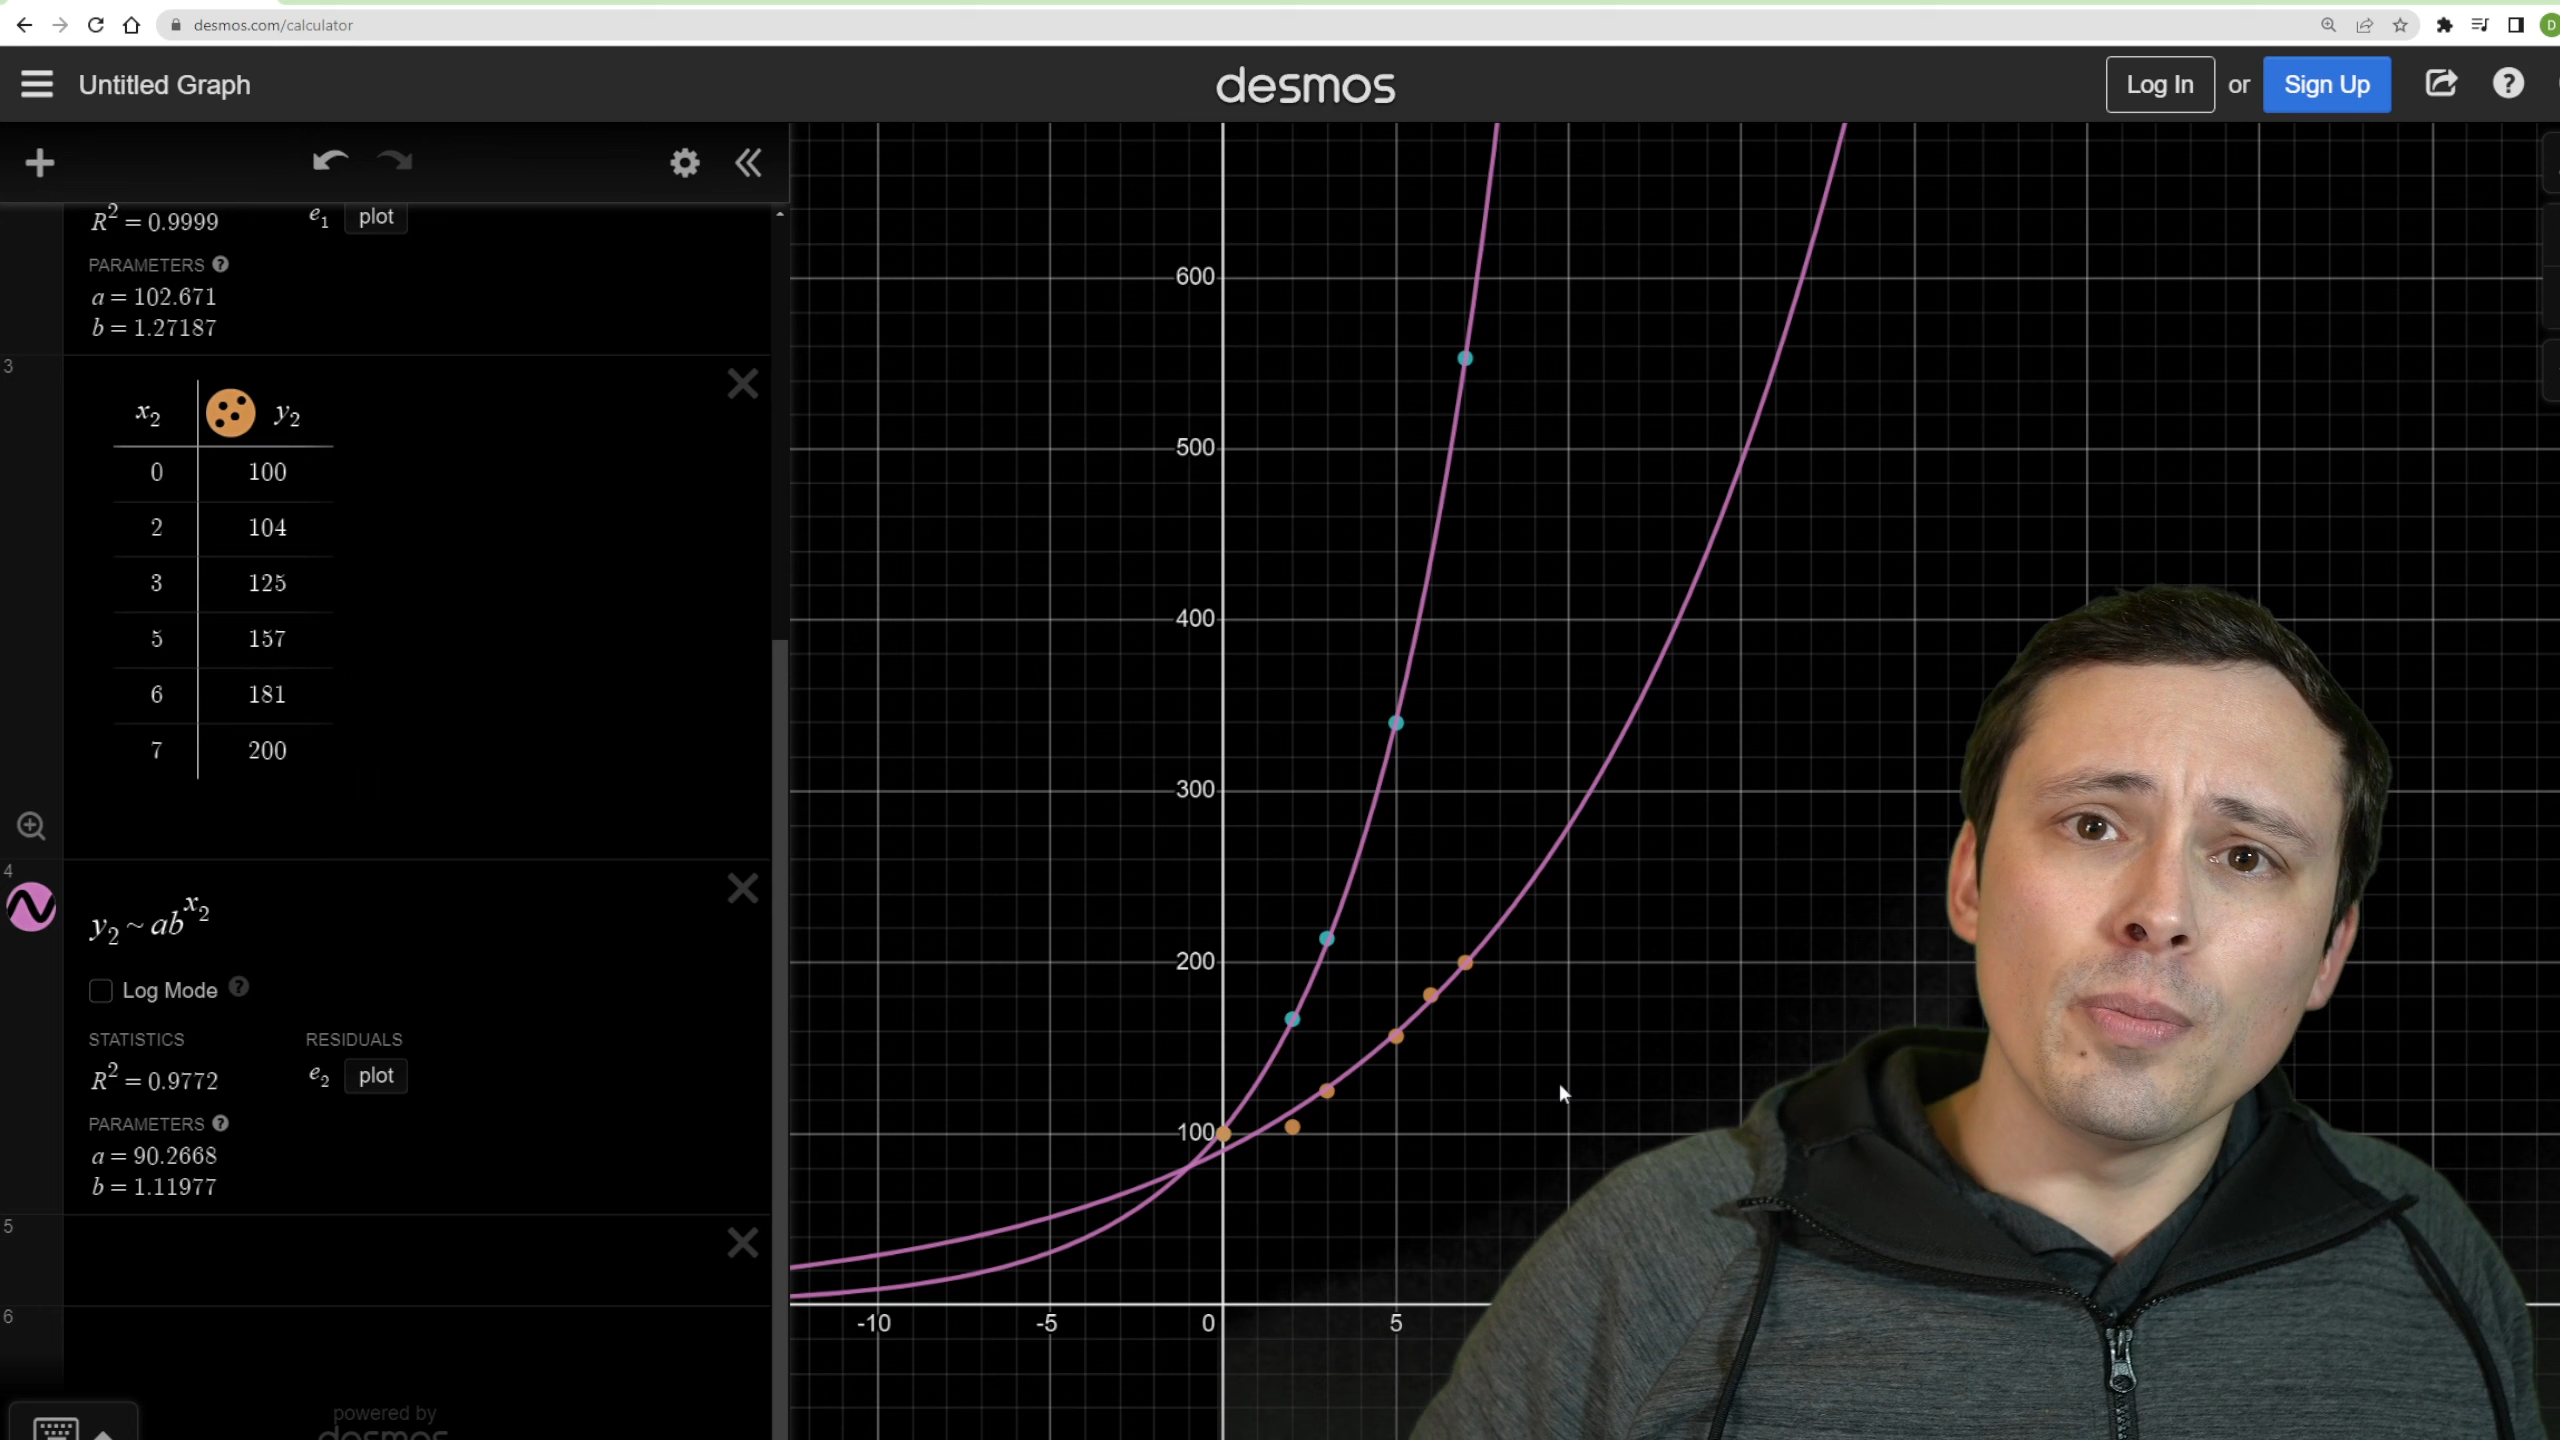 desmos.com/calculator
D
Untitled Graph
desmos
Log In or Sign Up
R² = 0.9999 e₁ plot
PARAMETERS
a = 102.671
b = 1.27187
3
x₂ y₂
0 100
2 104
3 125
5 157
6 181
7 200
4
y₂ ~ ab^x₂
Log Mode
STATISTICS RESIDUALS
R² = 0.9772 e₂ plot
PARAMETERS
a = 90.2668
b = 1.11977
5
6
powered by
desmos
600
500
400
300
200
100
-10 -5 0 5